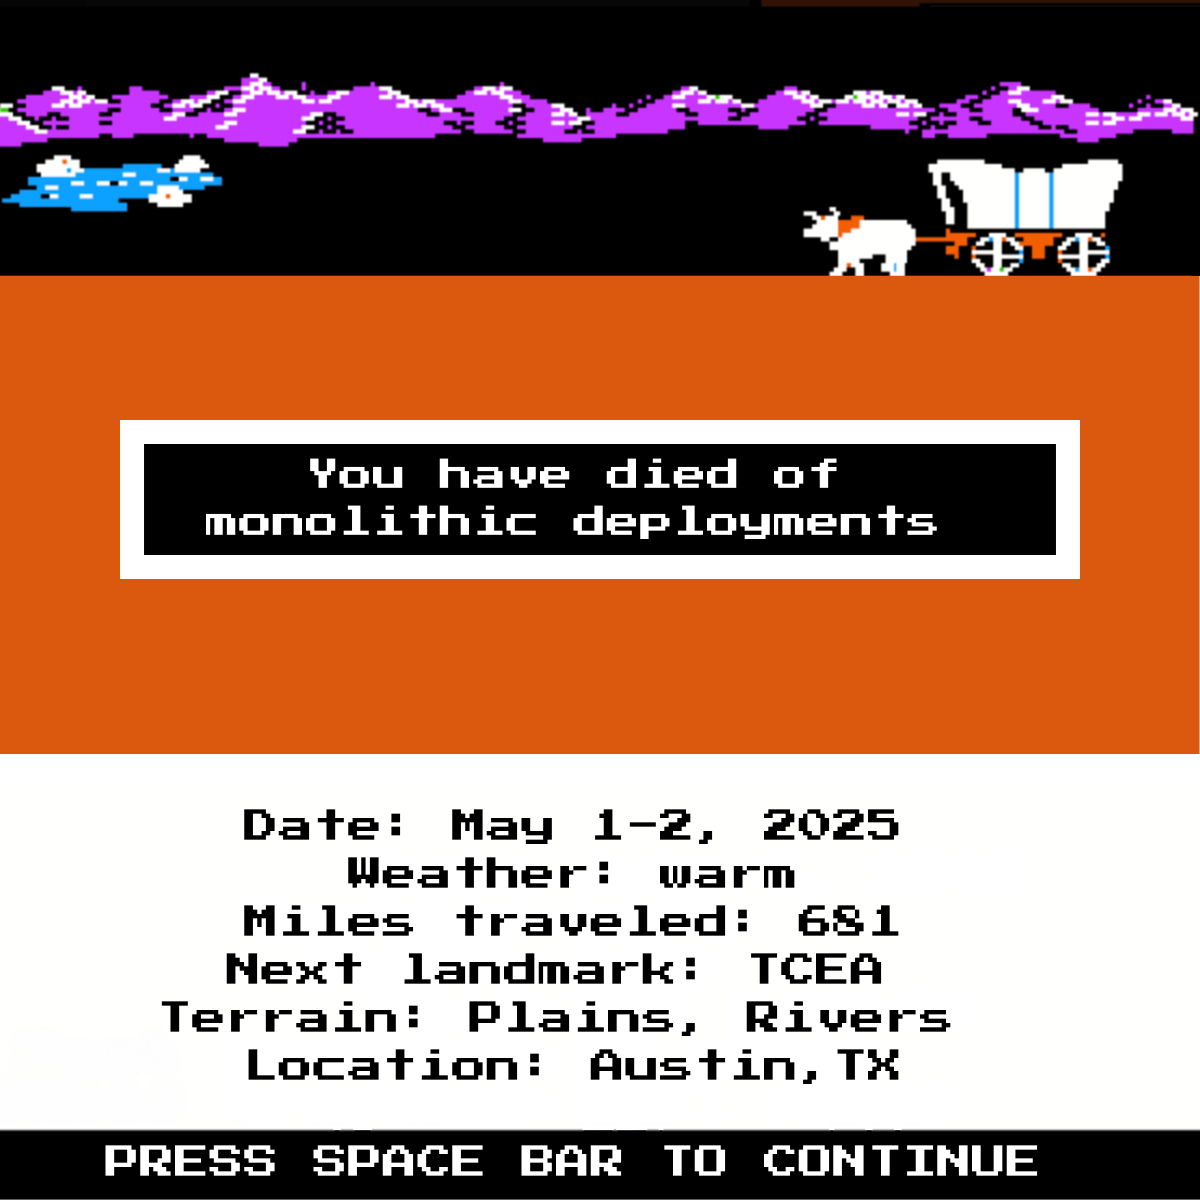 You have died of
monolithic deployments
Date: May 1-2, 2025
Weather: warm
Miles traveled: 681
Next landmark: TCEA
Terrain: Plains, Rivers
Location: Austin,TX
PRESS SPACE BAR TO CONTINUE